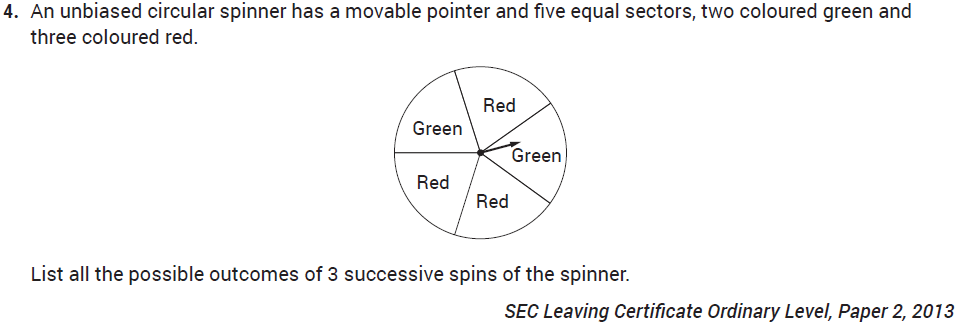 4. An unbiased circular spinner has a movable pointer and five equal sectors, two coloured green and
three coloured red.
Red
Green
Green
Red
Red
List all the possible outcomes of 3 successive spins of the spinner.
SEC Leaving Certificate Ordinary Level, Paper 2, 2013